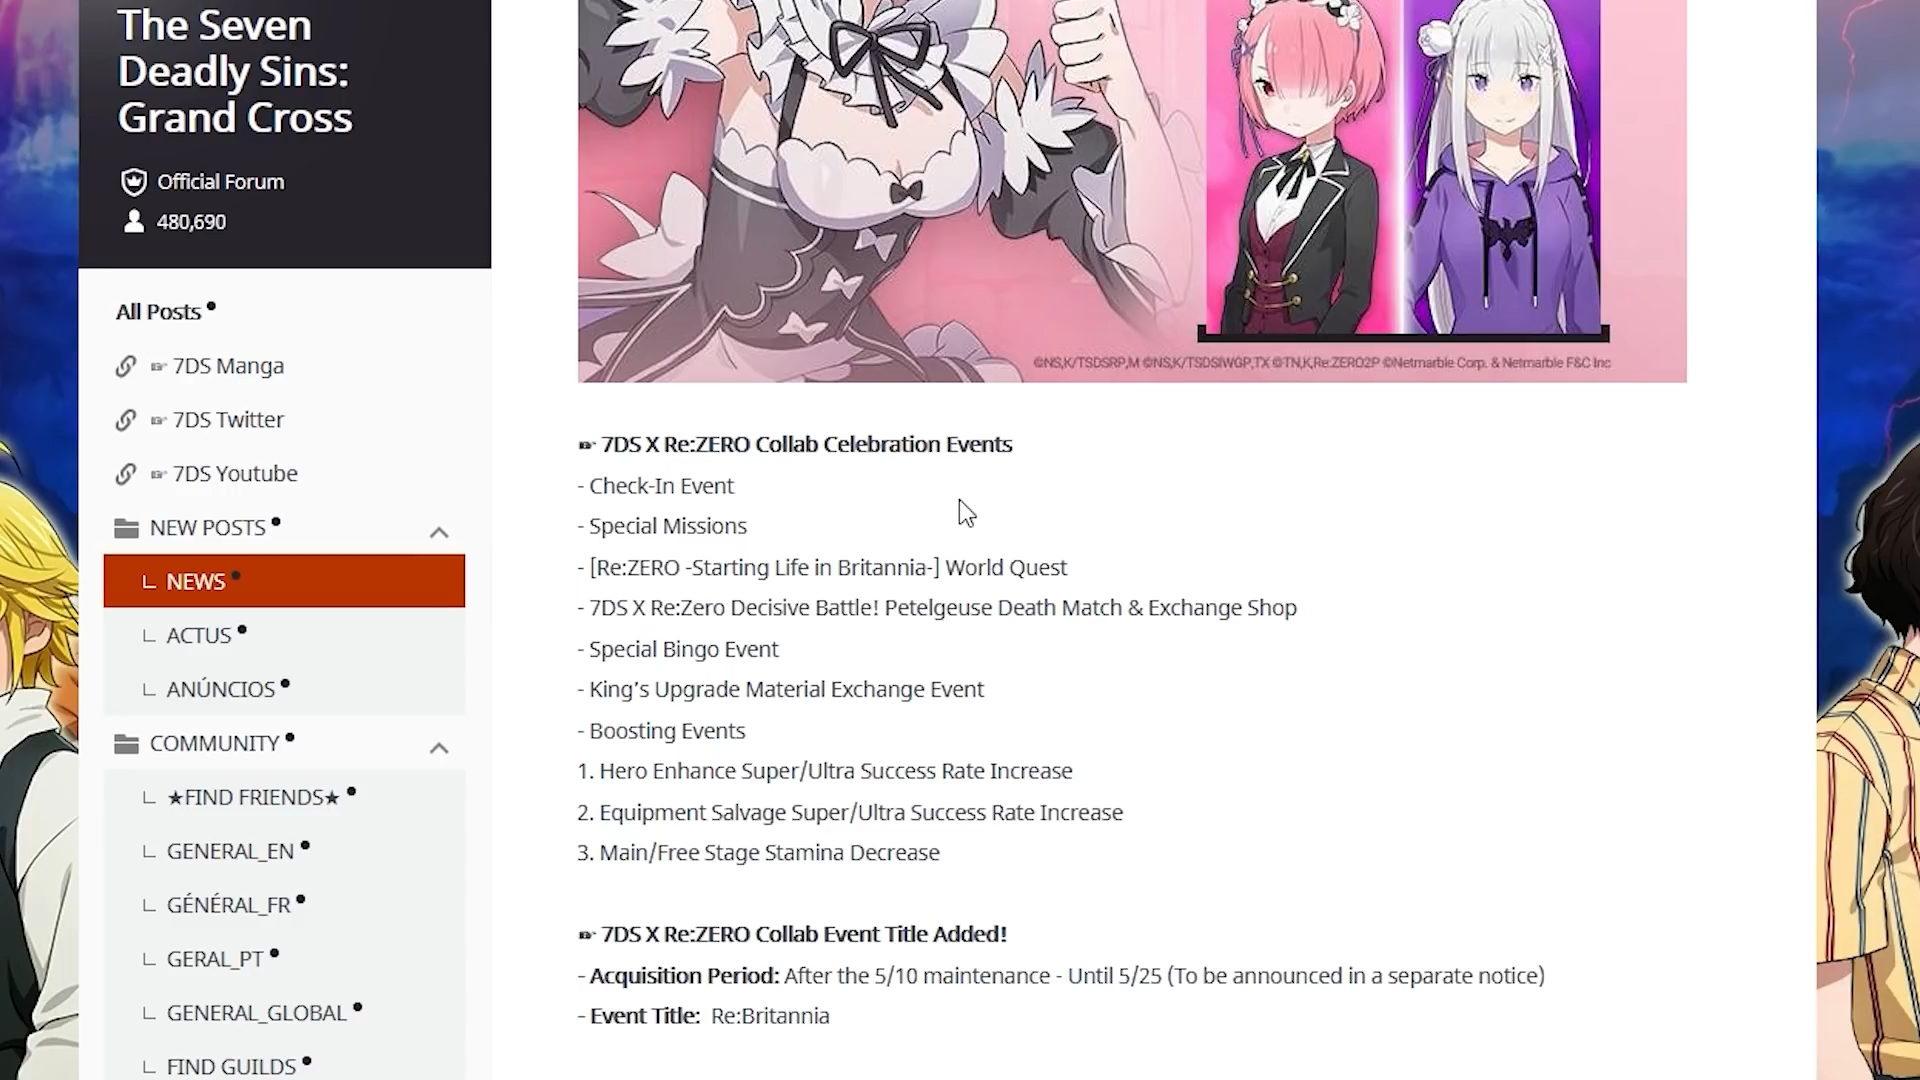 The Seven
Deadly Sins:
Grand Cross
Official Forum
480,690
All Posts
☞ 7DS Manga
☞ 7DS Twitter
☞ 7DS Youtube
NEW POSTS
NEWS
ACTUS
ANÚNCIOS
COMMUNITY
★FIND FRIENDS★
GENERAL_EN
GÉNÉRAL_FR
GERAL_PT
GENERAL_GLOBAL
FIND GUILDS
©NS,K/TSDSRP,M ©NS,K/TSDSIWGP,TX ©TN,K,Re:ZERO2P ©Netmarble Corp. & Netmarble F&C Inc
☞ 7DS X Re:ZERO Collab Celebration Events
- Check-In Event
- Special Missions
- [Re:ZERO -Starting Life in Britannia-] World Quest
- 7DS X Re:Zero Decisive Battle! Petelgeuse Death Match & Exchange Shop
- Special Bingo Event
- King’s Upgrade Material Exchange Event
- Boosting Events
1. Hero Enhance Super/Ultra Success Rate Increase
2. Equipment Salvage Super/Ultra Success Rate Increase
3. Main/Free Stage Stamina Decrease
☞ 7DS X Re:ZERO Collab Event Title Added!
- Acquisition Period: After the 5/10 maintenance - Until 5/25 (To be announced in a separate notice)
- Event Title: Re:Britannia